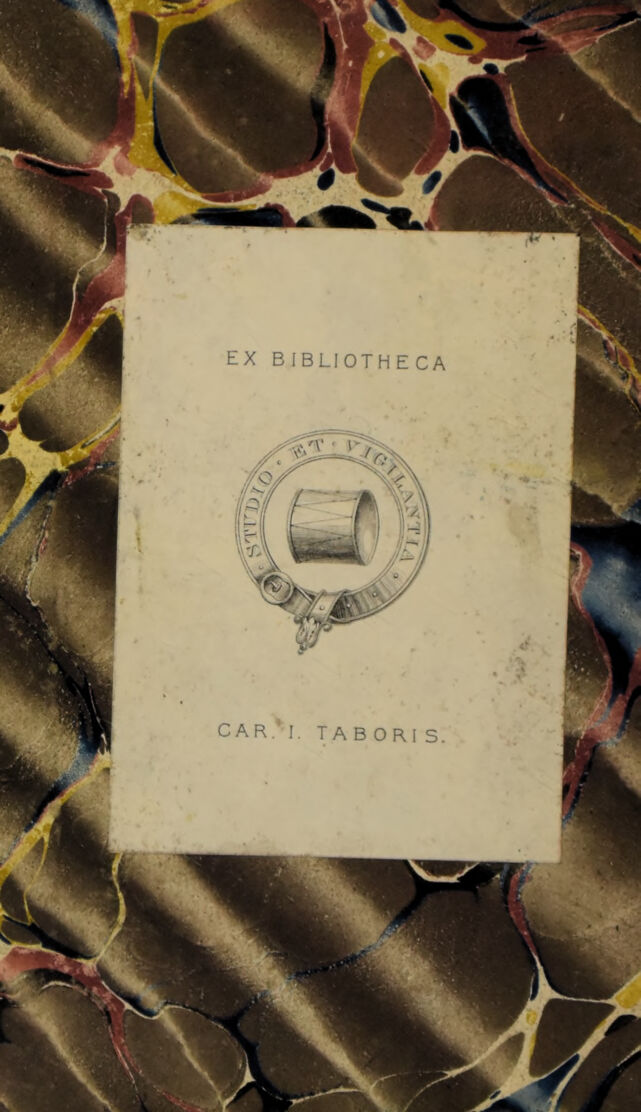 EX BIBLIOTHECA
· STUDIO · ET · VIGILANTIA ·
CAR. I. TABORIS.